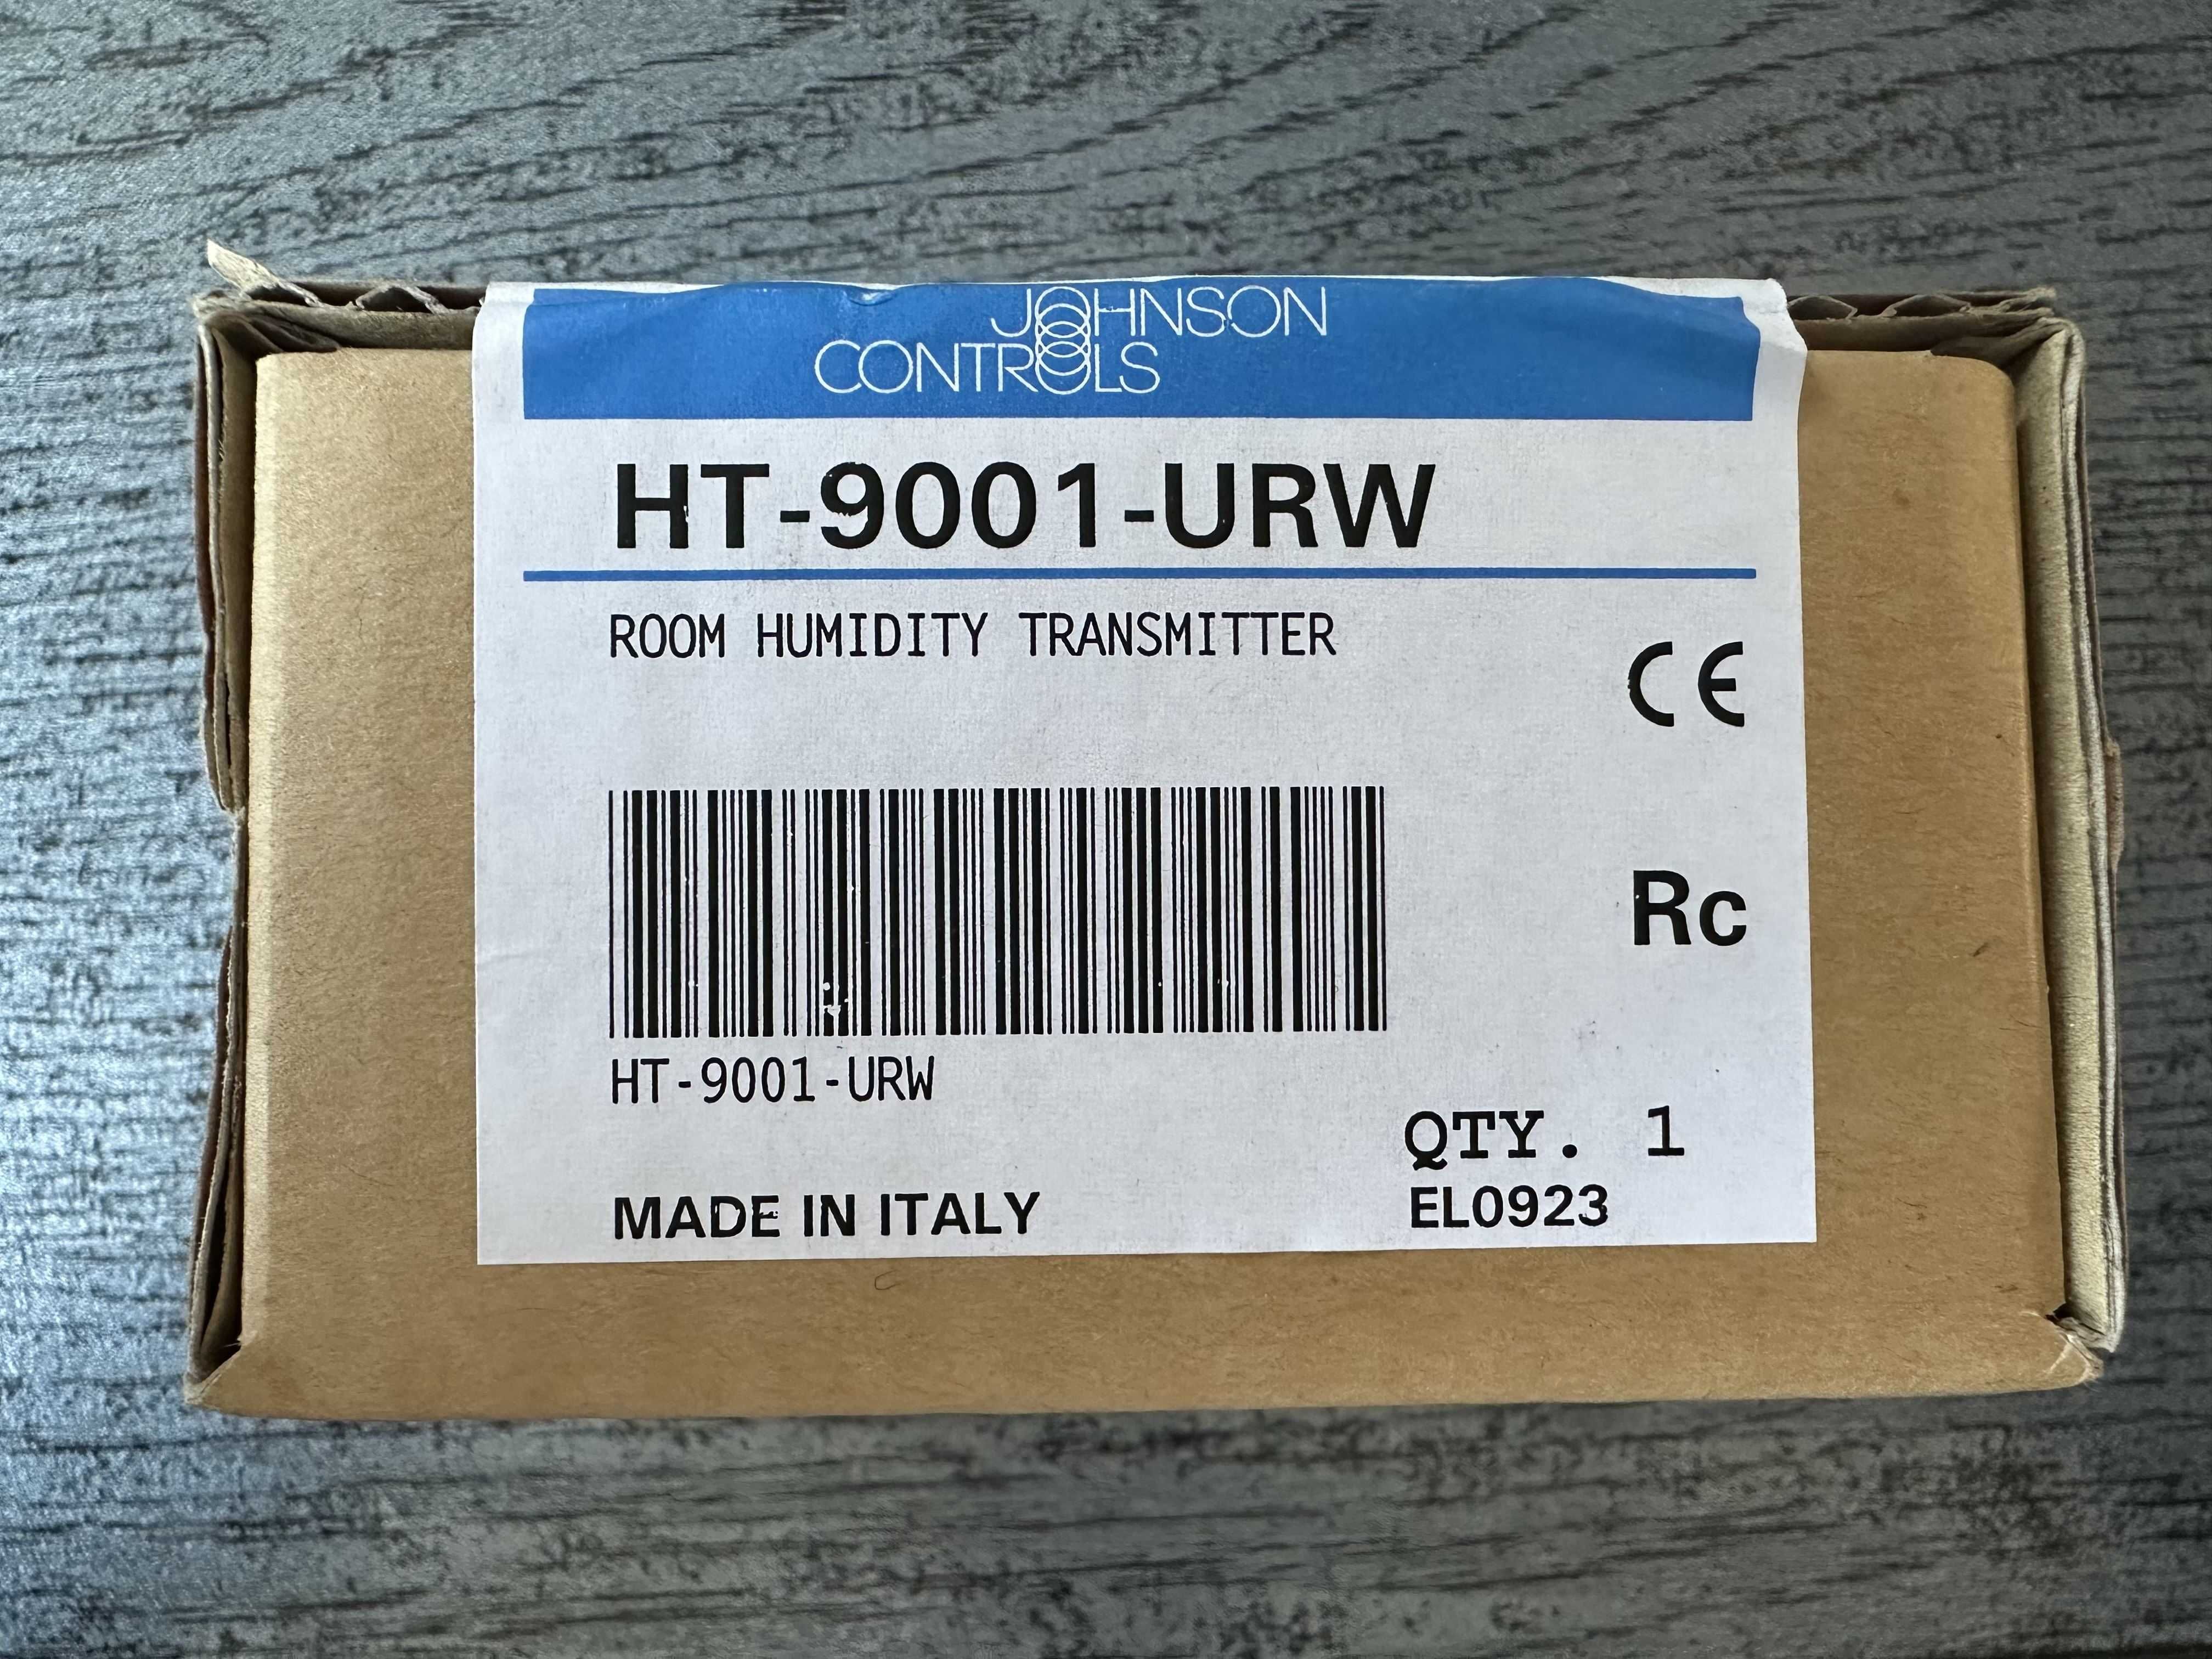 JOHNSON
CONTROLS
HT-9001-URW
ROOM HUMIDITY TRANSMITTER
CE
Rc
HT-9001-URW
QTY. 1
MADE IN ITALY
EL0923